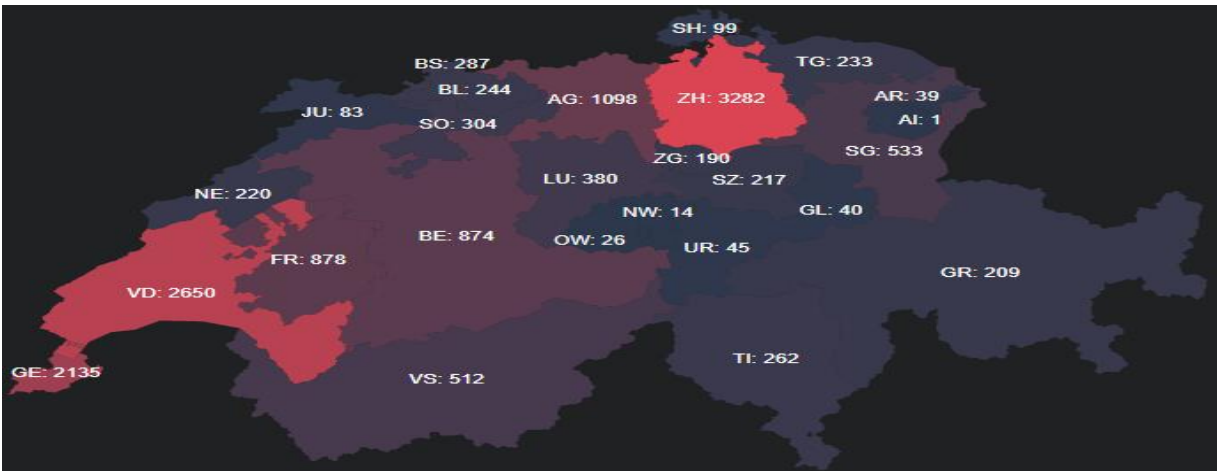 SH: 99
BS: 287
TG: 233
BL: 244
AG: 1098
ZH: 3282
AR: 39
JU: 83
SO: 304
AI: 1
ZG: 190
SG: 533
LU: 380
SZ: 217
NE: 220
NW: 14
GL: 40
BE: 874
OW: 26
UR: 45
FR: 878
GR: 209
VD: 2650
TI: 262
GE: 2135
VS: 512